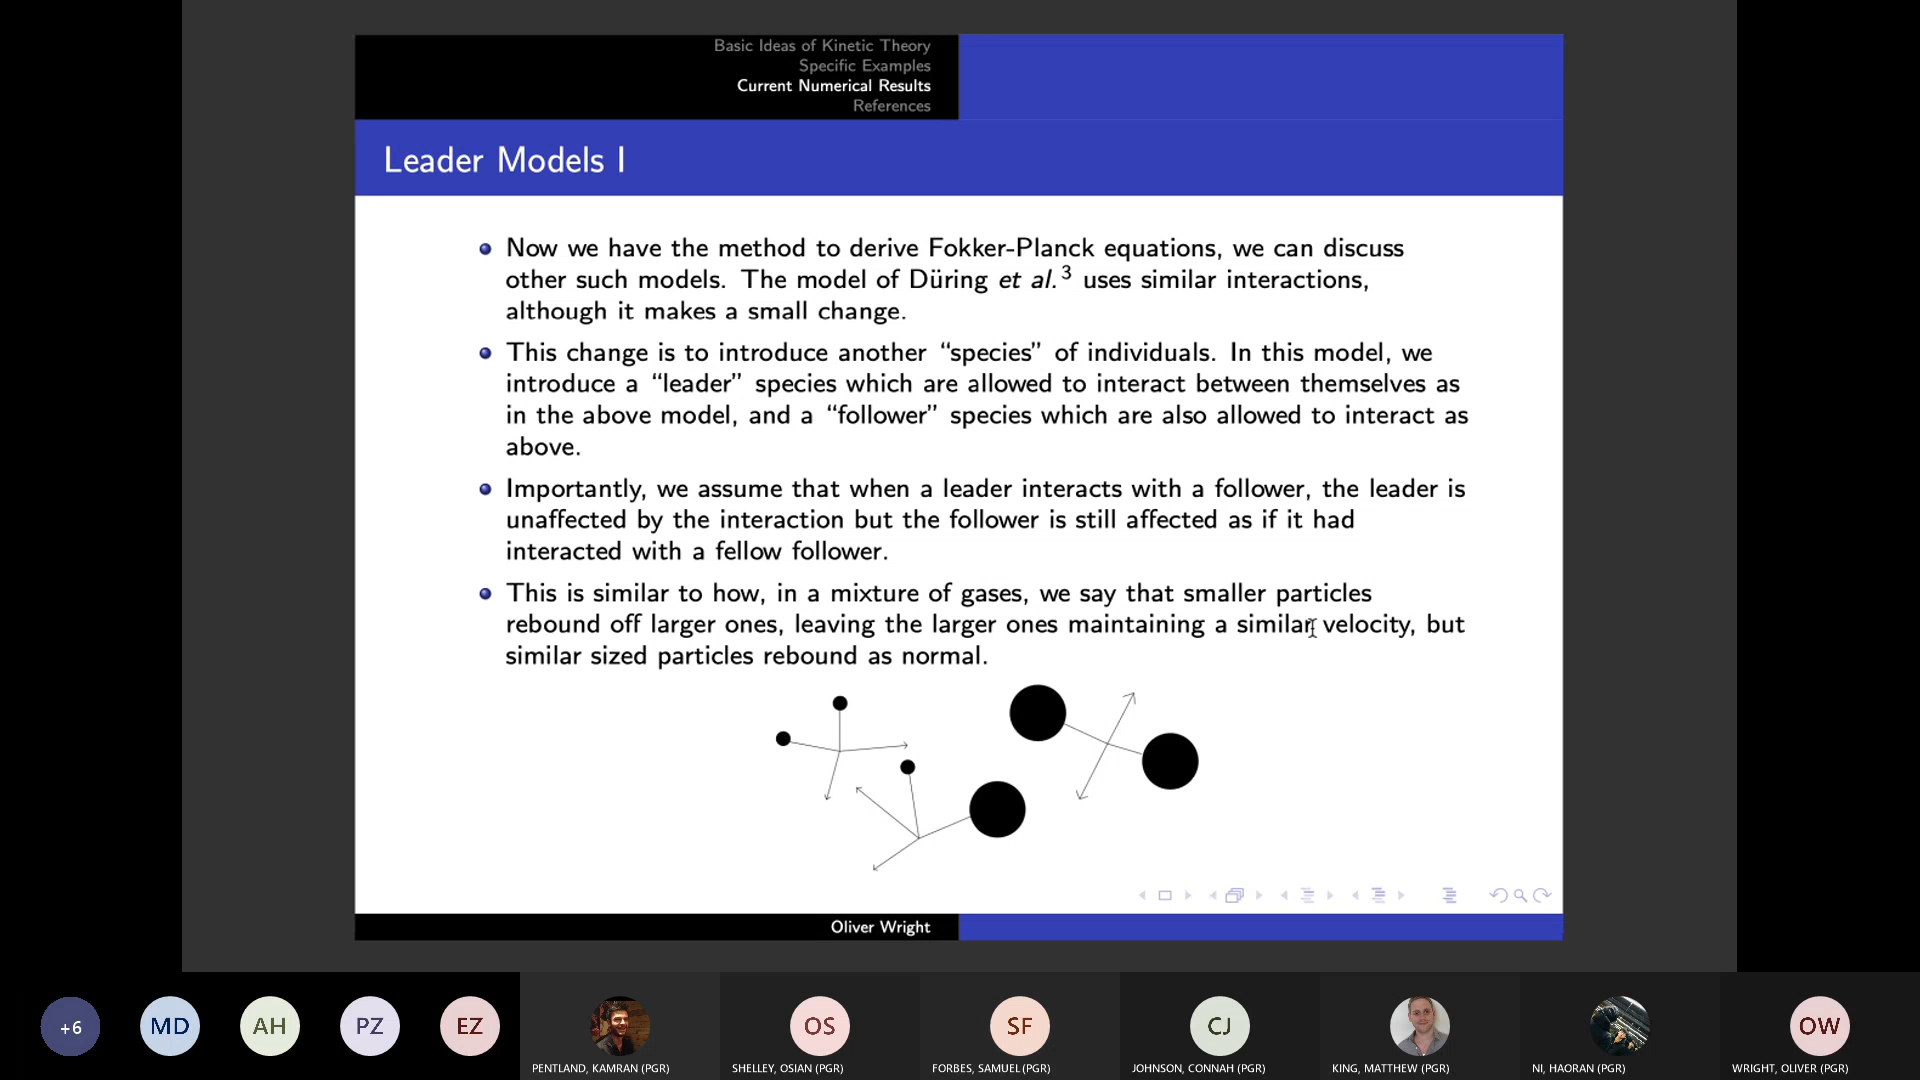 Basic Ideas of Kinetic Theory
Specific Examples
Current Numerical Results
References
Leader Models I
Now we have the method to derive Fokker-Planck equations, we can discuss
other such models. The model of Düring et al.³ uses similar interactions,
although it makes a small change.
This change is to introduce another “species” of individuals. In this model, we
introduce a “leader” species which are allowed to interact between themselves as
in the above model, and a “follower” species which are also allowed to interact as
above.
Importantly, we assume that when a leader interacts with a follower, the leader is
unaffected by the interaction but the follower is still affected as if it had
interacted with a fellow follower.
This is similar to how, in a mixture of gases, we say that smaller particles
rebound off larger ones, leaving the larger ones maintaining a similar velocity, but
similar sized particles rebound as normal.
Oliver Wright
+6
MD
AH
PZ
EZ
OS
SF
CJ
OW
PENTLAND, KAMRAN (PGR)
SHELLEY, OSIAN (PGR)
FORBES, SAMUEL (PGR)
JOHNSON, CONNAH (PGR)
KING, MATTHEW (PGR)
NI, HAORAN (PGR)
WRIGHT, OLIVER (PGR)